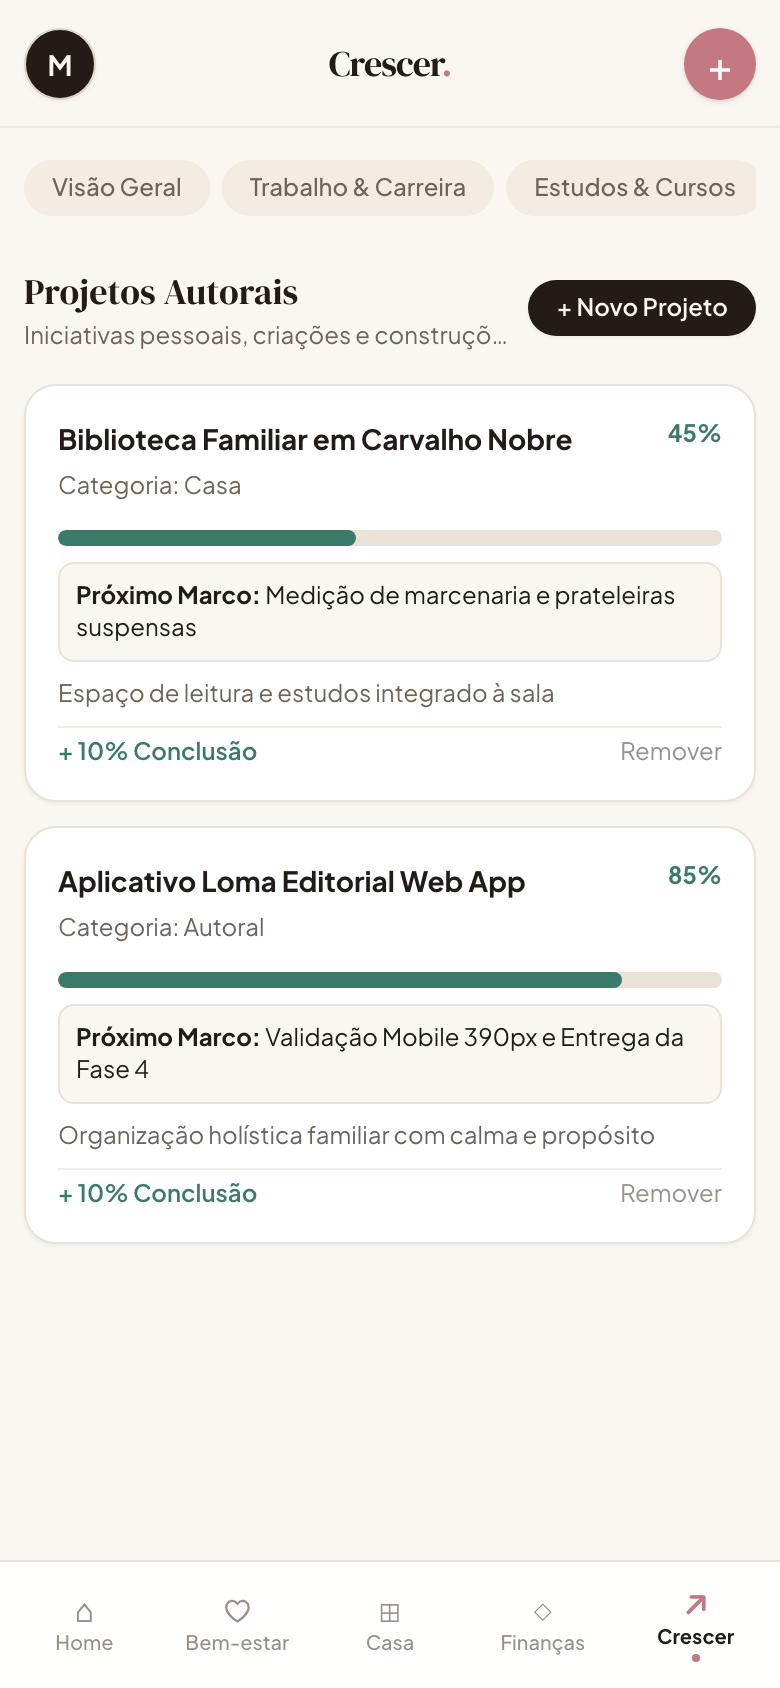 M
Crescer.
+
Visão Geral
Trabalho & Carreira
Estudos & Cursos
Projetos Autorais
Iniciativas pessoais, criações e construçõ...
+ Novo Projeto
Biblioteca Familiar em Carvalho Nobre
45%
Categoria: Casa
Próximo Marco: Medição de marcenaria e prateleiras
suspensas
Espaço de leitura e estudos integrado à sala
+ 10% Conclusão
Remover
Aplicativo Loma Editorial Web App
85%
Categoria: Autoral
Próximo Marco: Validação Mobile 390px e Entrega da
Fase 4
Organização holística familiar com calma e propósito
+ 10% Conclusão
Remover
Home
Bem-estar
Casa
Finanças
Crescer